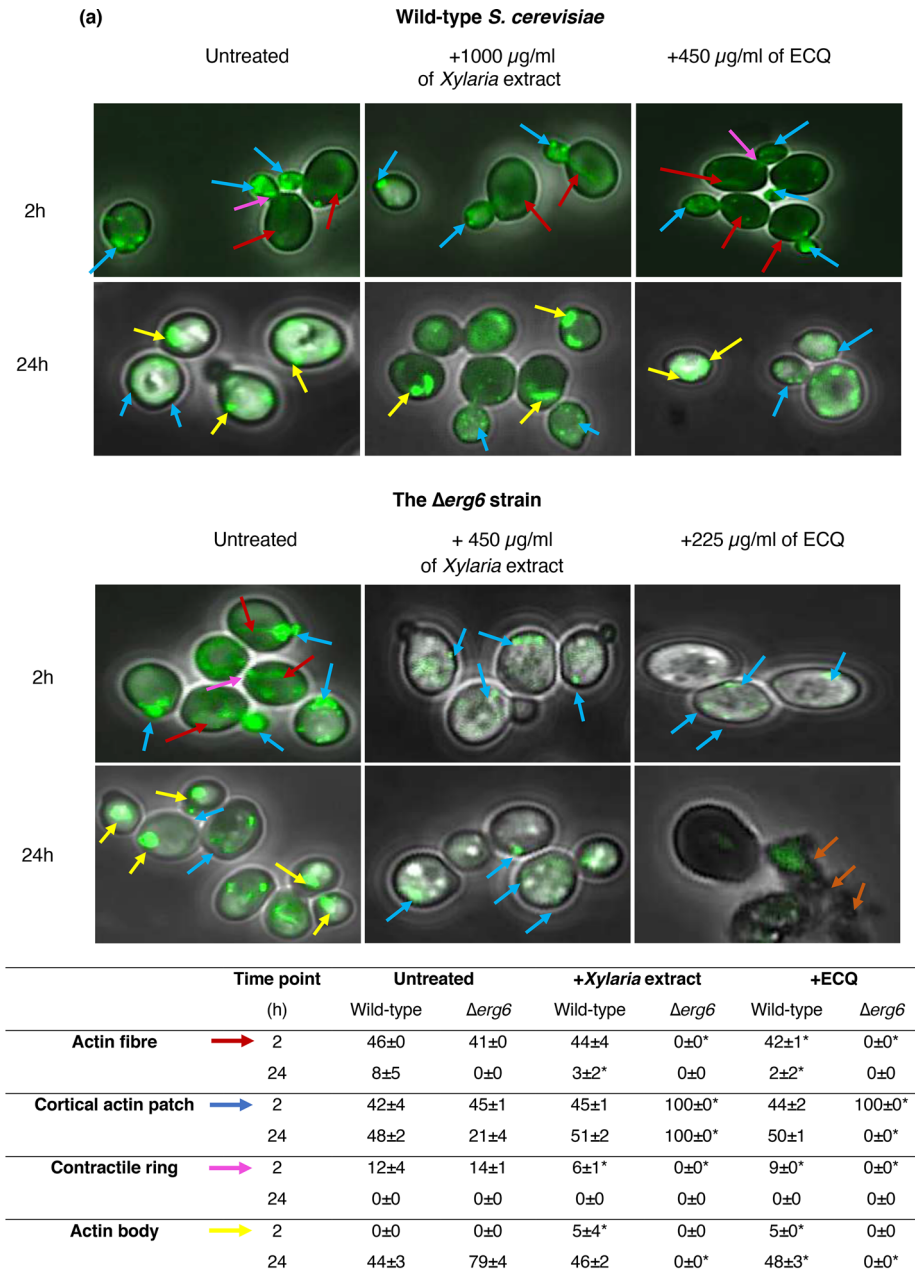 (a)
Wild-type S. cerevisiae
Untreated
+1000 µg/ml
of Xylaria extract
+450 µg/ml of ECQ
2h
24h
The Δerg6 strain
Untreated
+ 450 µg/ml
of Xylaria extract
+225 µg/ml of ECQ
2h
24h
Time point Untreated +Xylaria extract +ECQ
(h) Wild-type Δerg6 Wild-type Δerg6 Wild-type Δerg6
Actin fibre 2 46±0 41±0 44±4 0±0* 42±1* 0±0*
24 8±5 0±0 3±2* 0±0 2±2* 0±0
Cortical actin patch 2 42±4 45±1 45±1 100±0* 44±2 100±0*
24 48±2 21±4 51±2 100±0* 50±1 0±0*
Contractile ring 2 12±4 14±1 6±1* 0±0* 9±0* 0±0*
24 0±0 0±0 0±0 0±0 0±0 0±0
Actin body 2 0±0 0±0 5±4* 0±0 5±0* 0±0
24 44±3 79±4 46±2 0±0* 48±3* 0±0*